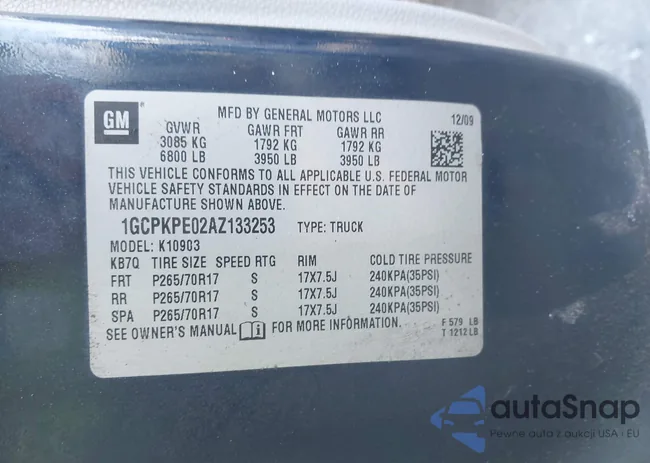 GM
MFD BY GENERAL MOTORS LLC
12/09
GVWR GAWR FRT GAWR RR
3085 KG 1792 KG 1792 KG
6800 LB 3950 LB 3950 LB
THIS VEHICLE CONFORMS TO ALL APPLICABLE U.S. FEDERAL MOTOR
VEHICLE SAFETY STANDARDS IN EFFECT ON THE DATE OF
MANUFACTURE SHOWN ABOVE.
1GCPKPE02AZ133253 TYPE: TRUCK
MODEL: K10903
KB7Q TIRE SIZE SPEED RTG RIM COLD TIRE PRESSURE
FRT P265/70R17 S 17X7.5J 240KPA(35PSI)
RR P265/70R17 S 17X7.5J 240KPA(35PSI)
SPA P265/70R17 S 17X7.5J 240KPA(35PSI)
SEE OWNER'S MANUAL i FOR MORE INFORMATION.
F 579 LB
T 1212 LB
autoSnap
Pewne auta z aukcji USA i EU